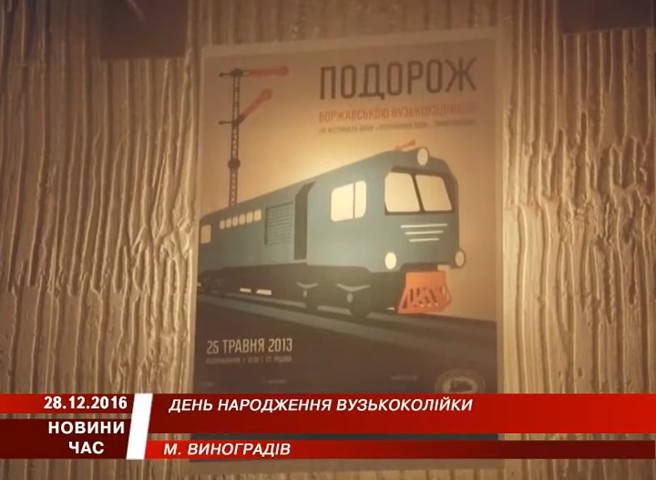 ПОДОРОЖ
БОРЖАВСЬКОЮ ВУЗЬКОКОЛІЙКОЮ
25 ТРАВНЯ 2013
28.12.2016
НОВИНИ
ЧАС
ДЕНЬ НАРОДЖЕННЯ ВУЗЬКОКОЛІЙКИ
М. ВИНОГРАДІВ